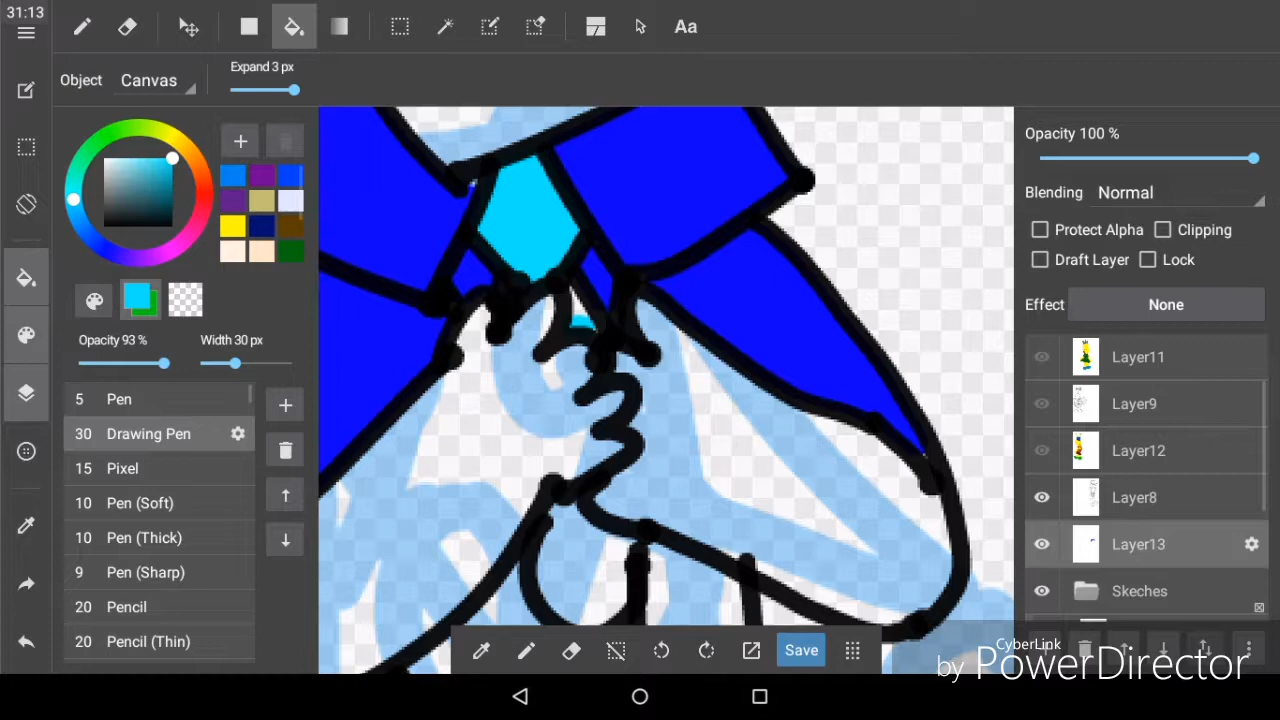 31:13
Aa
Object
Canvas
Expand 3 px
Opacity 93 %
Width 30 px
5 Pen
30 Drawing Pen
15 Pixel
10 Pen (Soft)
10 Pen (Thick)
9 Pen (Sharp)
20 Pencil
20 Pencil (Thin)
Save
Opacity 100 %
Blending Normal
Protect Alpha
Clipping
Draft Layer
Lock
Effect None
Layer11
Layer9
Layer12
Layer8
Layer13
Skeches
CyberLink
by PowerDirector